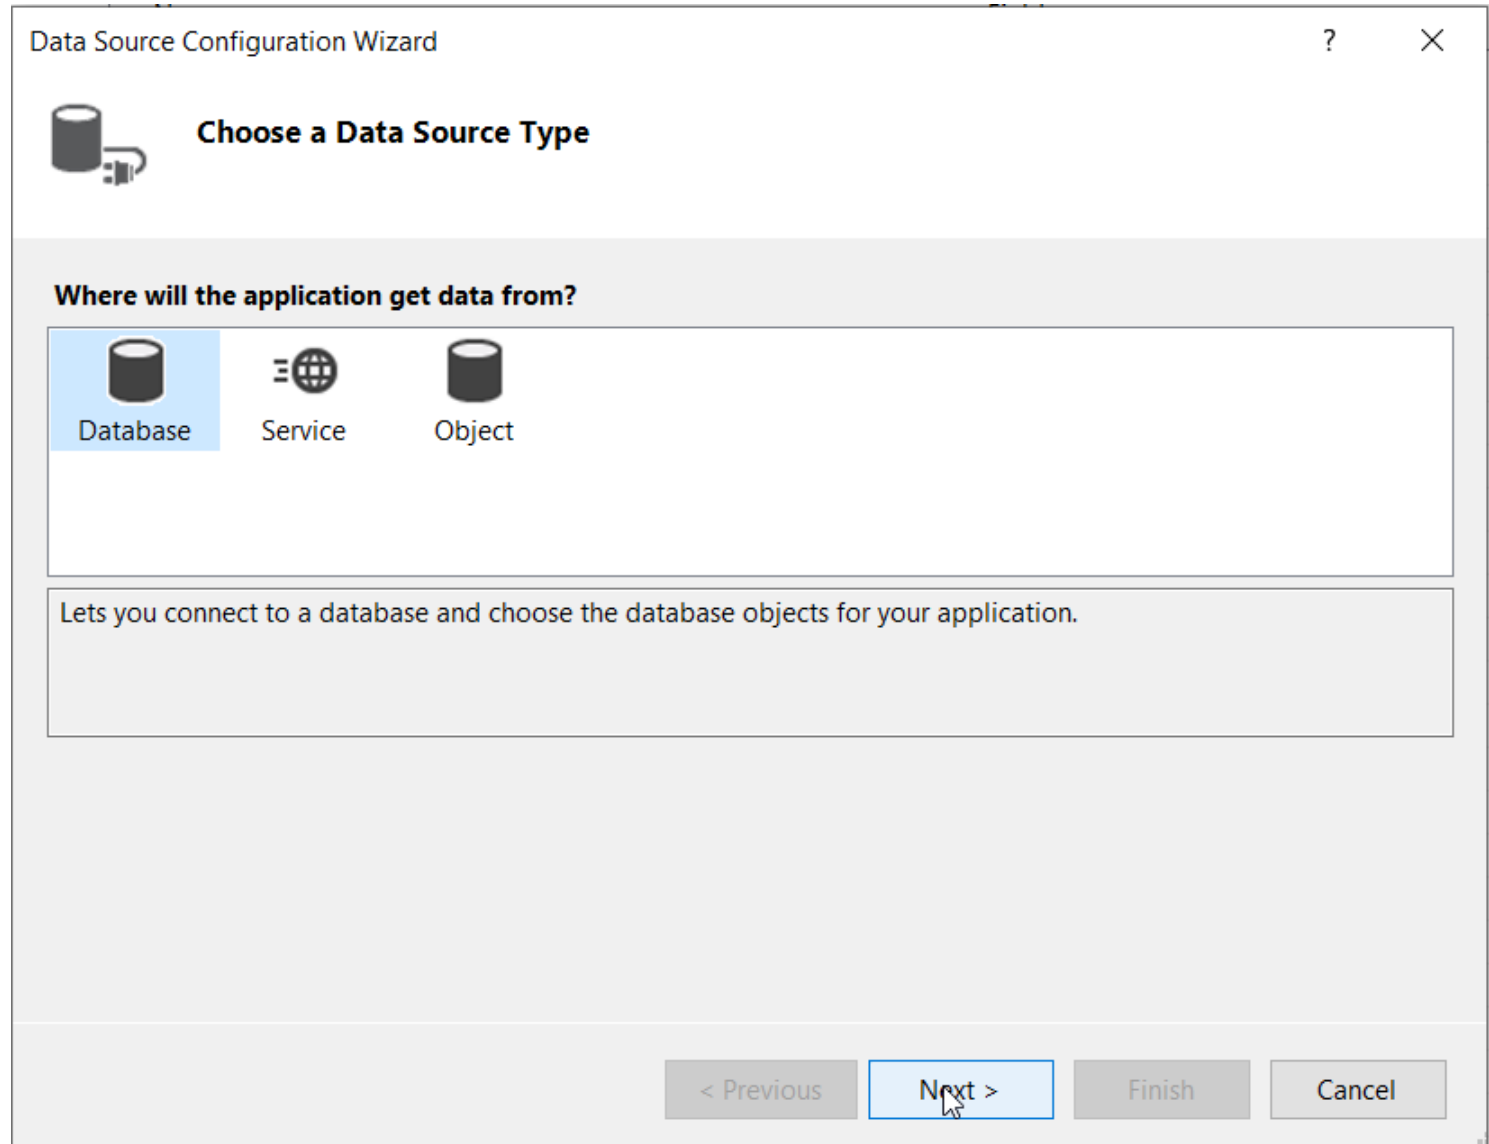 Data Source Configuration Wizard
?
Choose a Data Source Type
Where will the application get data from?
Database
Service
Object
Lets you connect to a database and choose the database objects for your application.
< Previous
Next >
Finish
Cancel